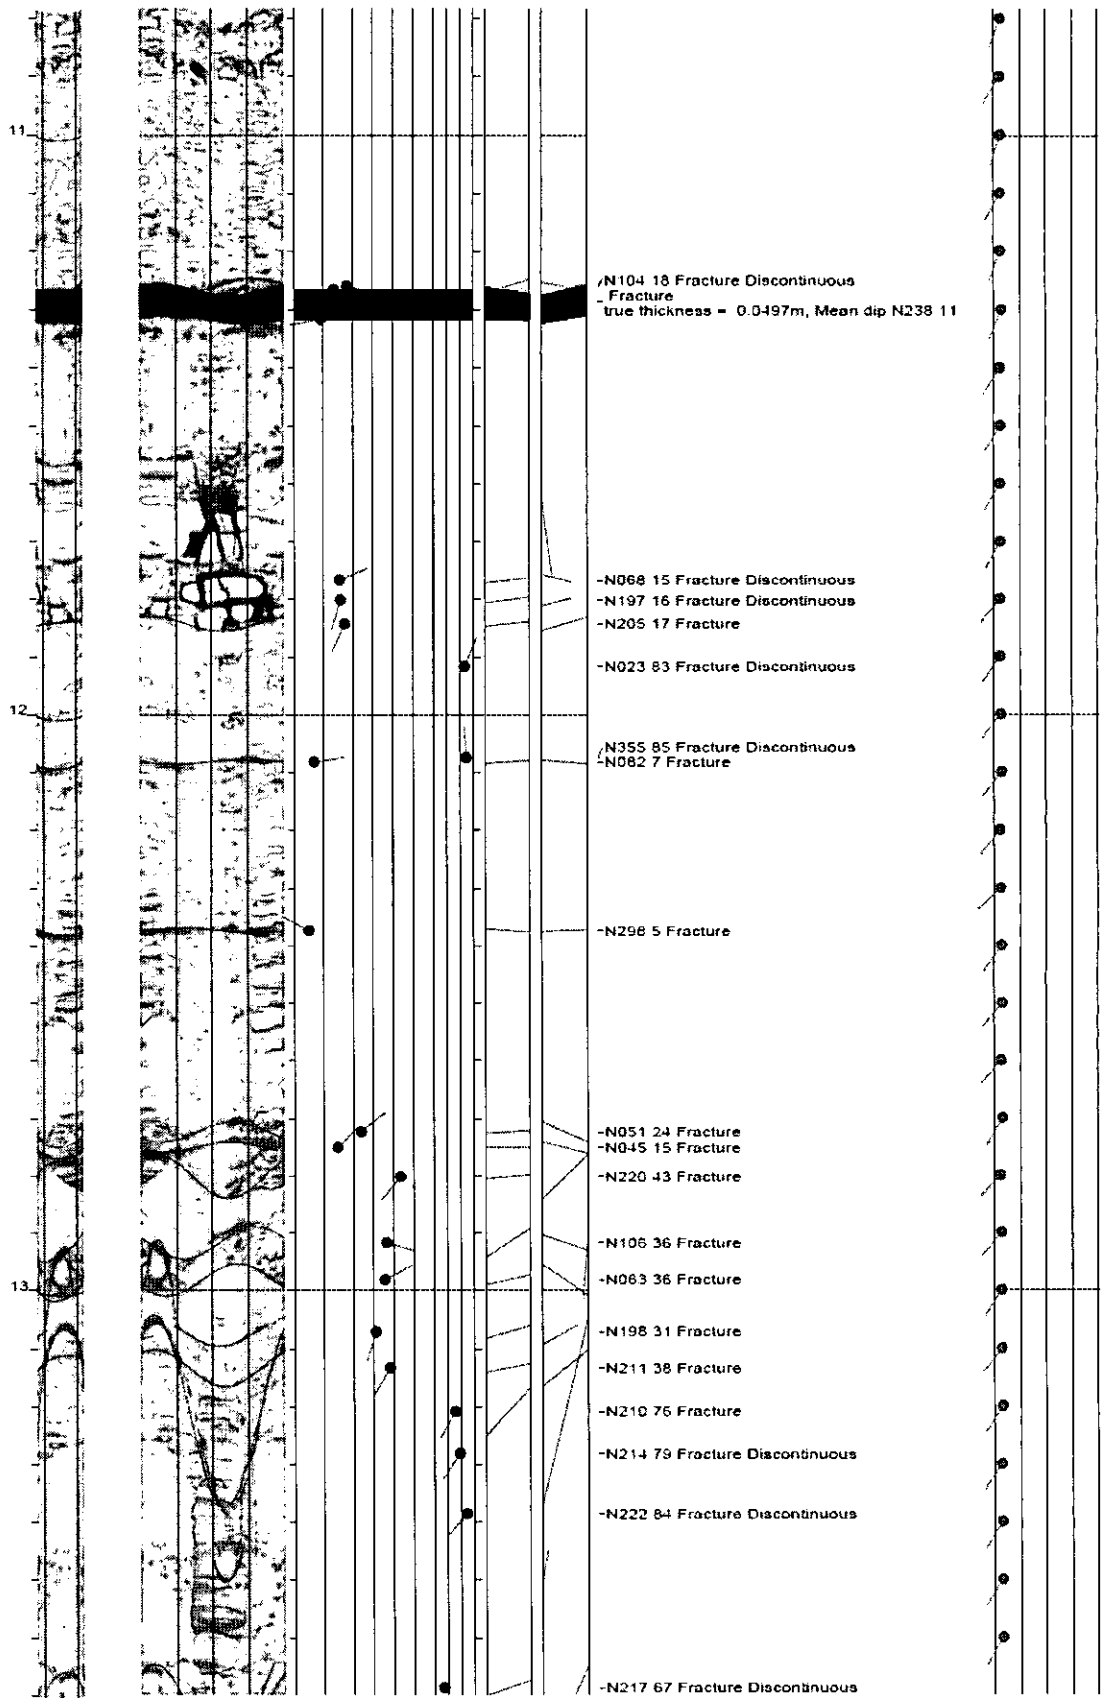 11
-N104 18 Fracture Discontinuous
Fracture
true thickness = 0.0497m, Mean dip N238 11
-N068 15 Fracture Discontinuous
-N197 16 Fracture Discontinuous
-N205 17 Fracture
-N023 83 Fracture Discontinuous
12
N355 85 Fracture Discontinuous
-N082 7 Fracture
-N298 5 Fracture
-N051 24 Fracture
-N045 15 Fracture
-N220 43 Fracture
-N106 36 Fracture
-N063 36 Fracture
13
-N198 31 Fracture
-N211 38 Fracture
-N210 76 Fracture
-N214 79 Fracture Discontinuous
-N222 84 Fracture Discontinuous
-N217 67 Fracture Discontinuous